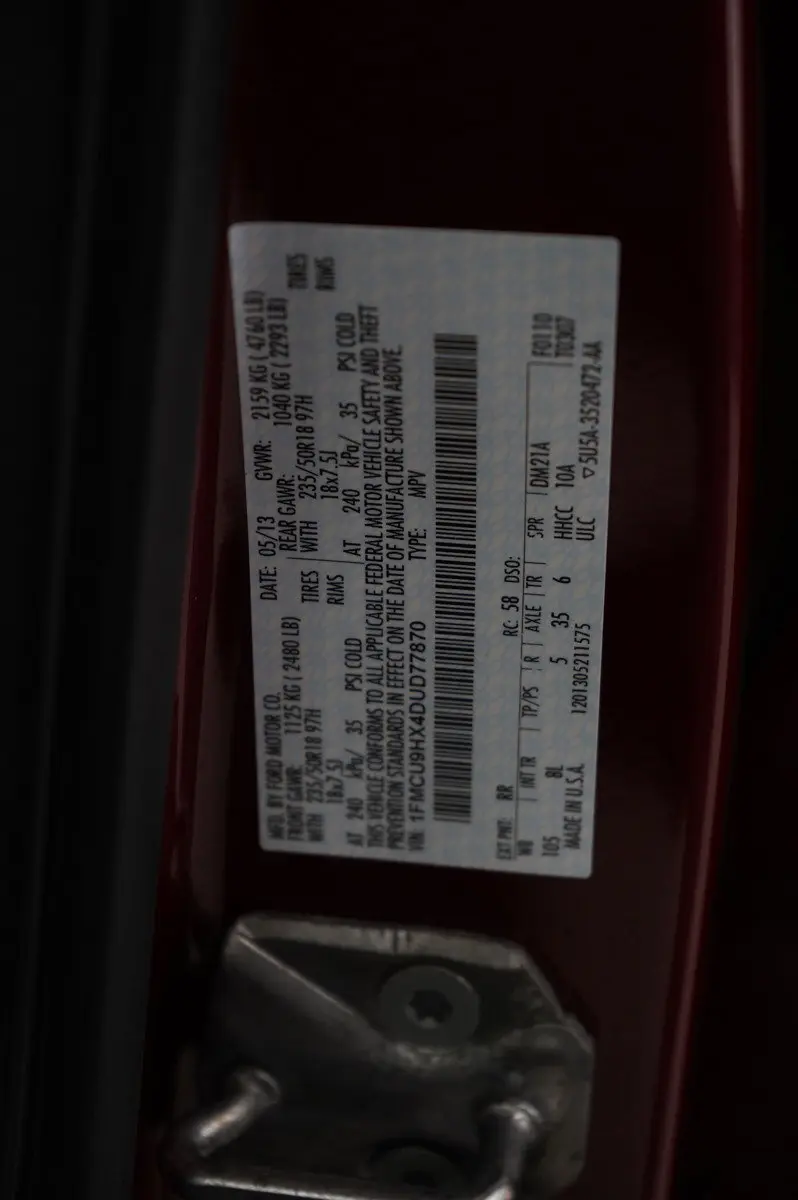 MFD. BY FORD MOTOR CO.
DATE: 05/13 GVWR: 2159 KG ( 4760 LB)
FRONT GAWR: 1125 KG ( 2480 LB) REAR GAWR: 1040 KG ( 2293 LB)
WITH 235/50R18 97H TIRES WITH 235/50R18 97H TIRES
18x7.5J RIMS 18x7.5J RIMS
AT 240 kPa/ 35 PSI COLD AT 240 kPa/ 35 PSI COLD
THIS VEHICLE CONFORMS TO ALL APPLICABLE FEDERAL MOTOR VEHICLE SAFETY AND THEFT
PREVENTION STANDARDS IN EFFECT ON THE DATE OF MANUFACTURE SHOWN ABOVE.
VIN: 1FMCU9HX4DUD77870 TYPE: MPV
EXT PNT: RR RC: 58 DSO:
WB INT TR TP/PS R AXLE TR SPR DM21A F0110
105 8L 5 35 6 HHCC 10A T0307
MADE IN U.S.A. 1201305211575 ULC ▽5U5A-3520472-AA